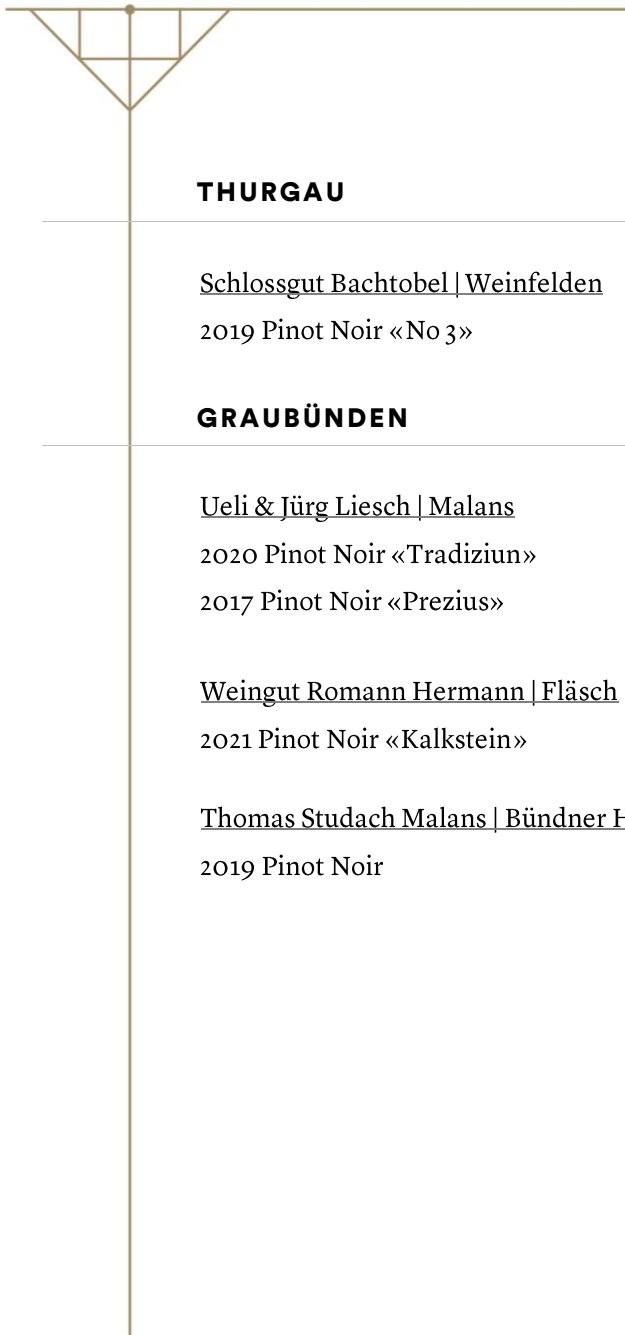 THURGAU
Schlossgut Bachtobel | Weinfelden
2019 Pinot Noir «No 3»
GRAUBÜNDEN
Ueli & Jürg Liesch | Malans
2020 Pinot Noir «Tradiziun»
2017 Pinot Noir «Prezius»
Weingut Romann Hermann | Fläsch
2021 Pinot Noir «Kalkstein»
Thomas Studach Malans | Bündner
2019 Pinot Noir